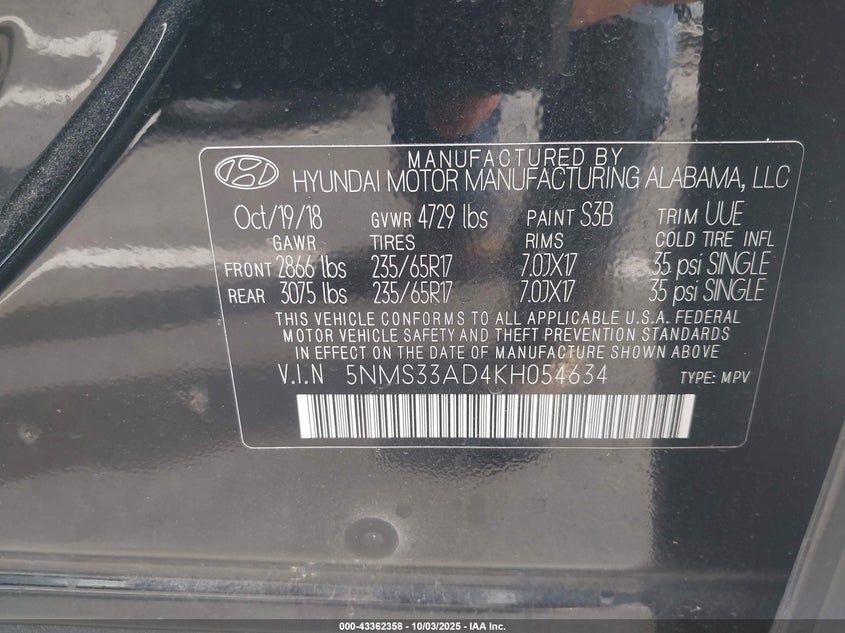 MANUFACTURED BY
HYUNDAI MOTOR MANUFACTURING ALABAMA, LLC
Oct/19/18 GVWR 4729 lbs PAINT S3B TRIM UUE
GAWR TIRES RIMS COLD TIRE INFL
FRONT 2866 lbs 235/65R17 7.0JX17 35 psi SINGLE
REAR 3075 lbs 235/65R17 7.0JX17 35 psi SINGLE
THIS VEHICLE CONFORMS TO ALL APPLICABLE U.S.A. FEDERAL
MOTOR VEHICLE SAFETY AND THEFT PREVENTION STANDARDS
IN EFFECT ON THE DATE OF MANUFACTURE SHOWN ABOVE
V.I.N 5NMS33AD4KH054634 TYPE: MPV
000-43362358 - 10/03/2025 - IAA Inc.